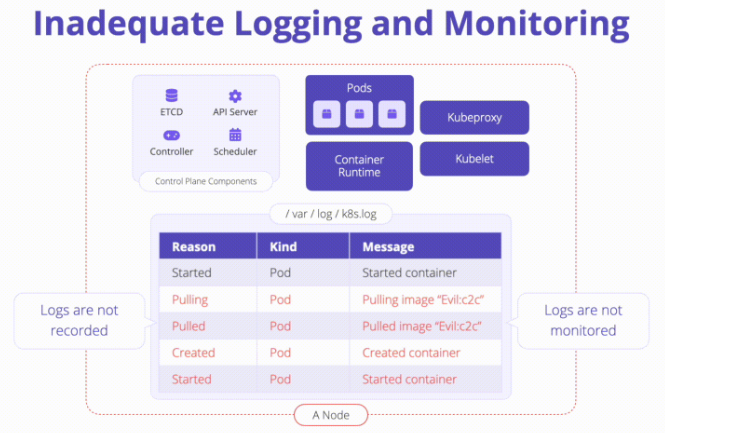 Inadequate Logging and Monitoring
ETCD
API Server
Controller
Scheduler
Control Plane Components
Pods
Container
Runtime
Kubeproxy
Kubelet
/ var / log / k8s.log
Reason Kind Message
Started Pod Started container
Pulling Pod Pulling image “Evil:c2c”
Pulled Pod Pulled image “Evil:c2c”
Created Pod Created container
Started Pod Started container
Logs are not
recorded
Logs are not
monitored
A Node